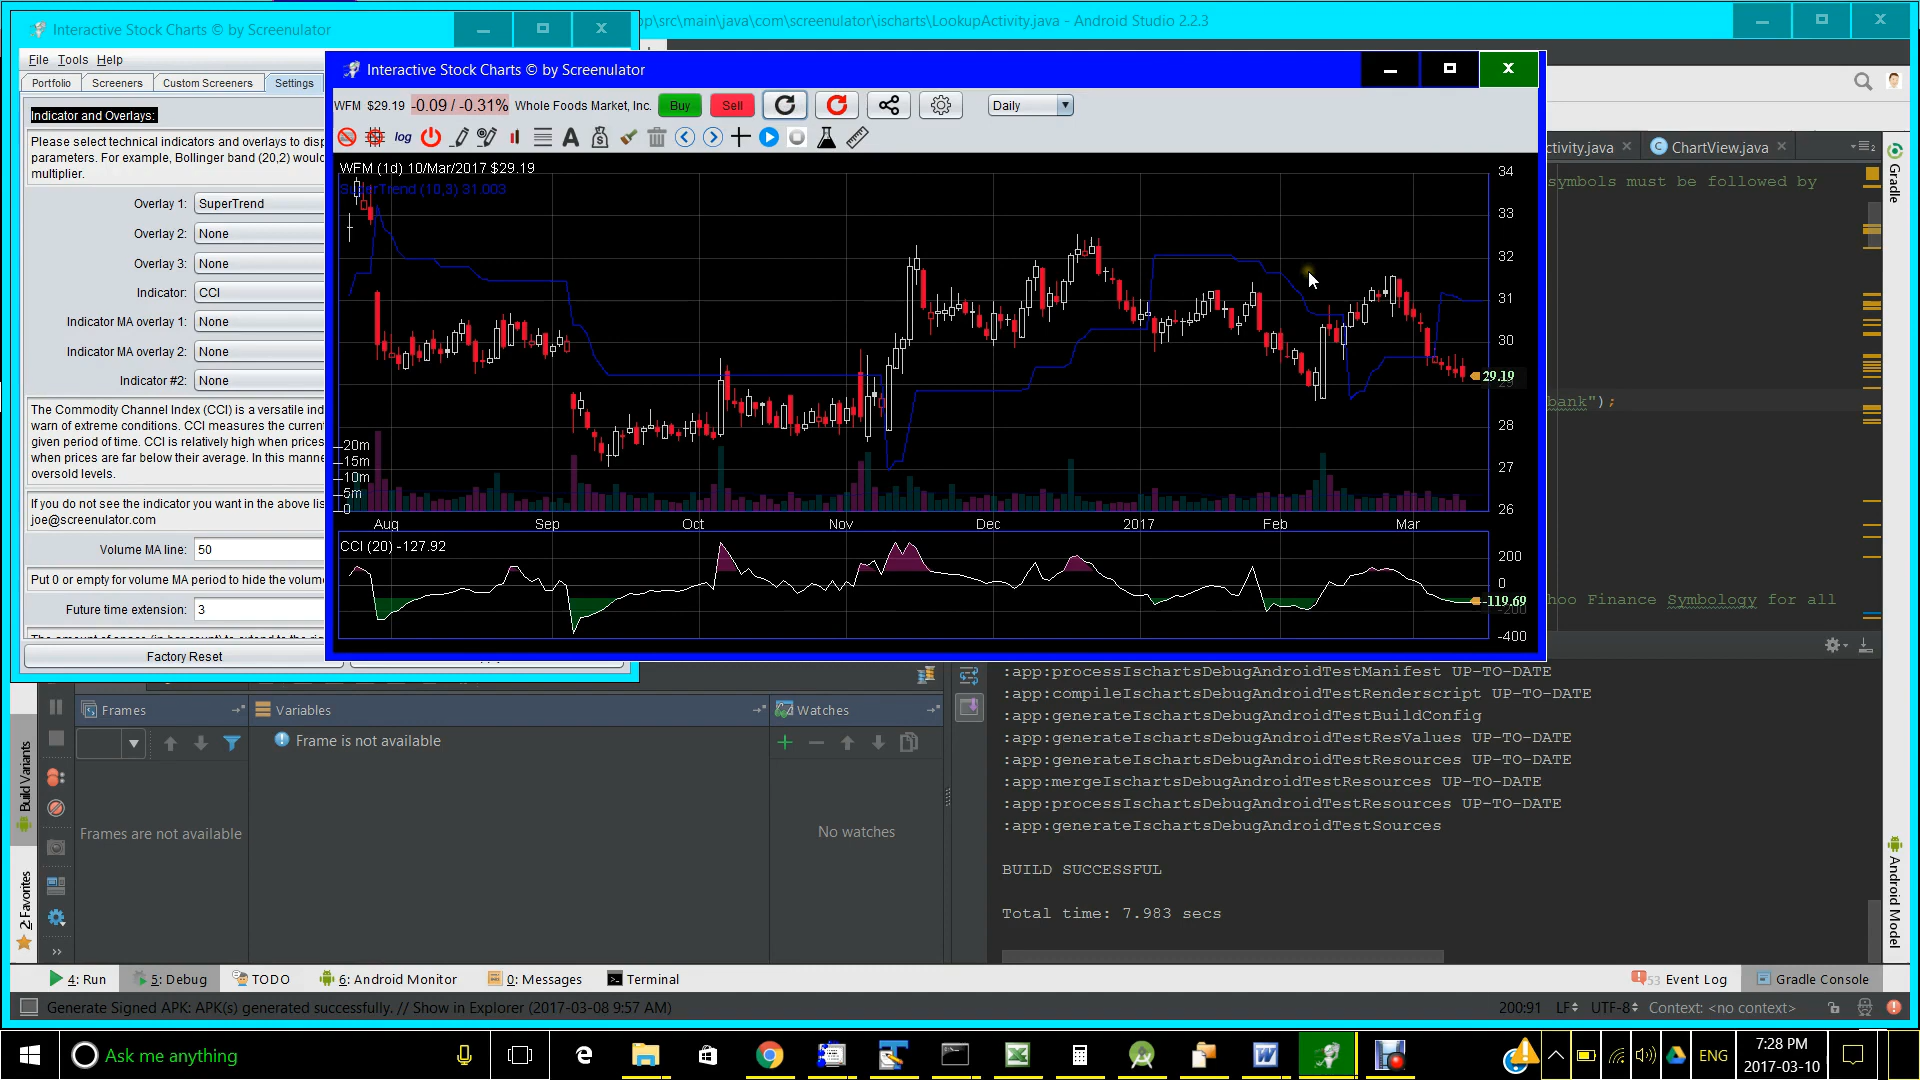 Interactive Stock Charts © by Screenulator
op\src\main\java\com\screenulator\ischarts\LookupActivity.java - Android Studio 2.2.3
File Tools Help
Portfolio Screeners Custom Screeners Settings
Indicator and Overlays:
Please select technical indicators and overlays to disp
parameters. For example, Bollinger band (20,2) would
multiplier.
Overlay 1: SuperTrend
Overlay 2: None
Overlay 3: None
Indicator: CCI
Indicator MA overlay 1: None
Indicator MA overlay 2: None
Indicator #2: None
The Commodity Channel Index (CCI) is a versatile ind
warn of extreme conditions. CCI measures the current
given period of time. CCI is relatively high when prices
when prices are far below their average. In this manne
oversold levels.
If you do not see the indicator you want in the above lis
joe@screenulator.com
Volume MA line: 50
Put 0 or empty for volume MA period to hide the volum
Future time extension: 3
Factory Reset
Interactive Stock Charts © by Screenulator
WFM $29.19 -0.09 / -0.31% Whole Foods Market, Inc. Buy Sell Daily
log
WFM (1d) 10/Mar/2017 $29.19
SuperTrend (10,3) 31.003
34
33
32
31
30
29.19
28
27
26
20m
15m
10m
5m
0
Aug Sep Oct Nov Dec 2017 Feb Mar
CCI (20) -127.92
200
0
-119.69
-200
-400
ctivity.java ChartView.java
symbols must be followed by
bank");
hoo Finance Symbology for all
Gradle
Android Model
Build Variants
2: Favorites
Frames Variables Watches
Frame is not available
Frames are not available
No watches
:app:processIschartsDebugAndroidTestManifest UP-TO-DATE
:app:compileIschartsDebugAndroidTestRenderscript UP-TO-DATE
:app:generateIschartsDebugAndroidTestBuildConfig
:app:generateIschartsDebugAndroidTestResValues UP-TO-DATE
:app:generateIschartsDebugAndroidTestResources UP-TO-DATE
:app:mergeIschartsDebugAndroidTestResources UP-TO-DATE
:app:processIschartsDebugAndroidTestResources UP-TO-DATE
:app:generateIschartsDebugAndroidTestSources
BUILD SUCCESSFUL
Total time: 7.983 secs
4: Run 5: Debug TODO 6: Android Monitor 0: Messages Terminal 53 Event Log Gradle Console
Generate Signed APK: APK(s) generated successfully. // Show in Explorer (2017-03-08 9:57 AM) 200:91 LF UTF-8 Context: <no context>
Ask me anything
ENG
7:28 PM
2017-03-10